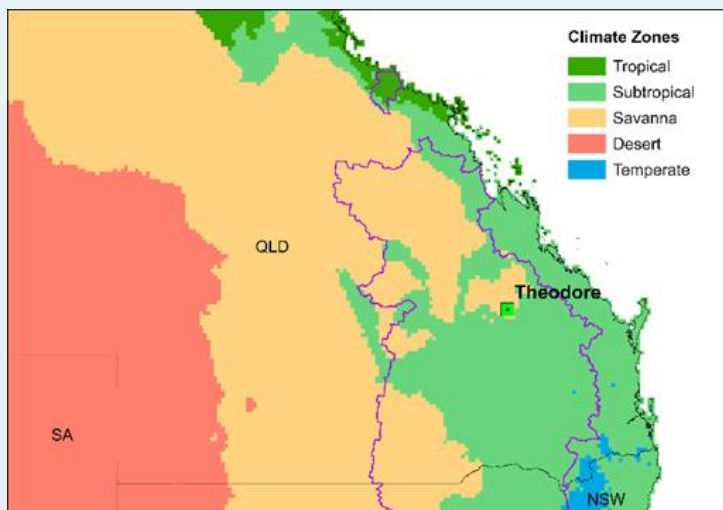 Climate Zones
Tropical
Subtropical
Savanna
Desert
Temperate
QLD
Theodore
SA
NSW